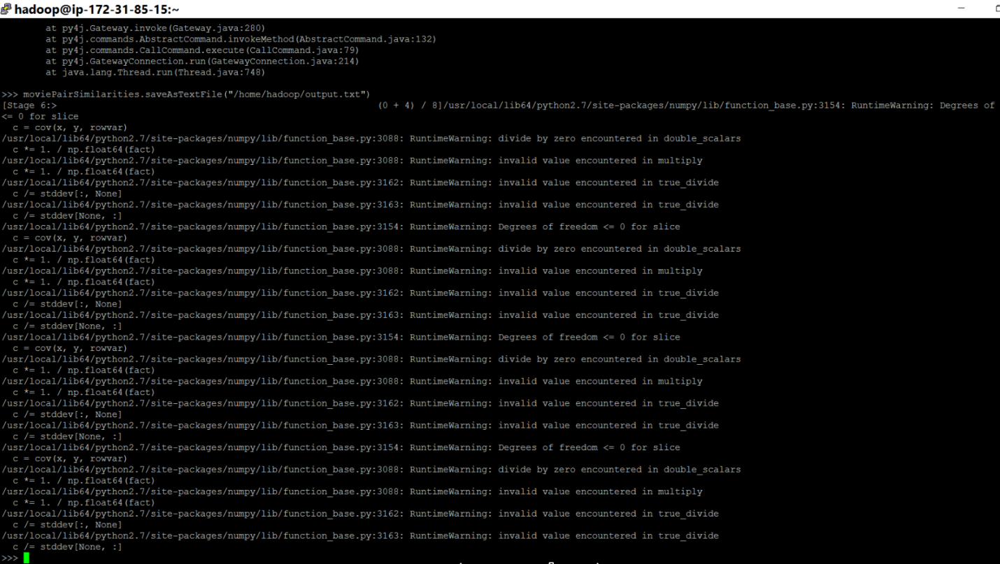 hadoop@ip-172-31-85-15:~
at py4j.Gateway.invoke(Gateway.java:280)
at py4j.commands.AbstractCommand.invokeMethod(AbstractCommand.java:132)
at py4j.commands.CallCommand.execute(CallCommand.java:79)
at py4j.GatewayConnection.run(GatewayConnection.java:214)
at java.lang.Thread.run(Thread.java:748)
>>> moviePairSimilarities.saveAsTextFile("/home/hadoop/output.txt")
[Stage 6:> (0 + 4) / 8]/usr/local/lib64/python2.7/site-packages/numpy/lib/function_base.py:3154: RuntimeWarning: Degrees of
<= 0 for slice
c = cov(x, y, rowvar)
/usr/local/lib64/python2.7/site-packages/numpy/lib/function_base.py:3088: RuntimeWarning: divide by zero encountered in double_scalars
c *= 1. / np.float64(fact)
/usr/local/lib64/python2.7/site-packages/numpy/lib/function_base.py:3088: RuntimeWarning: invalid value encountered in multiply
c *= 1. / np.float64(fact)
/usr/local/lib64/python2.7/site-packages/numpy/lib/function_base.py:3162: RuntimeWarning: invalid value encountered in true_divide
c /= stddev[:, None]
/usr/local/lib64/python2.7/site-packages/numpy/lib/function_base.py:3163: RuntimeWarning: invalid value encountered in true_divide
c /= stddev[None, :]
/usr/local/lib64/python2.7/site-packages/numpy/lib/function_base.py:3154: RuntimeWarning: Degrees of freedom <= 0 for slice
c = cov(x, y, rowvar)
/usr/local/lib64/python2.7/site-packages/numpy/lib/function_base.py:3088: RuntimeWarning: divide by zero encountered in double_scalars
c *= 1. / np.float64(fact)
/usr/local/lib64/python2.7/site-packages/numpy/lib/function_base.py:3088: RuntimeWarning: invalid value encountered in multiply
c *= 1. / np.float64(fact)
/usr/local/lib64/python2.7/site-packages/numpy/lib/function_base.py:3162: RuntimeWarning: invalid value encountered in true_divide
c /= stddev[:, None]
/usr/local/lib64/python2.7/site-packages/numpy/lib/function_base.py:3163: RuntimeWarning: invalid value encountered in true_divide
c /= stddev[None, :]
/usr/local/lib64/python2.7/site-packages/numpy/lib/function_base.py:3154: RuntimeWarning: Degrees of freedom <= 0 for slice
c = cov(x, y, rowvar)
/usr/local/lib64/python2.7/site-packages/numpy/lib/function_base.py:3088: RuntimeWarning: divide by zero encountered in double_scalars
c *= 1. / np.float64(fact)
/usr/local/lib64/python2.7/site-packages/numpy/lib/function_base.py:3088: RuntimeWarning: invalid value encountered in multiply
c *= 1. / np.float64(fact)
/usr/local/lib64/python2.7/site-packages/numpy/lib/function_base.py:3162: RuntimeWarning: invalid value encountered in true_divide
c /= stddev[:, None]
/usr/local/lib64/python2.7/site-packages/numpy/lib/function_base.py:3163: RuntimeWarning: invalid value encountered in true_divide
c /= stddev[None, :]
/usr/local/lib64/python2.7/site-packages/numpy/lib/function_base.py:3154: RuntimeWarning: Degrees of freedom <= 0 for slice
c = cov(x, y, rowvar)
/usr/local/lib64/python2.7/site-packages/numpy/lib/function_base.py:3088: RuntimeWarning: divide by zero encountered in double_scalars
c *= 1. / np.float64(fact)
/usr/local/lib64/python2.7/site-packages/numpy/lib/function_base.py:3088: RuntimeWarning: invalid value encountered in multiply
c *= 1. / np.float64(fact)
/usr/local/lib64/python2.7/site-packages/numpy/lib/function_base.py:3162: RuntimeWarning: invalid value encountered in true_divide
c /= stddev[:, None]
/usr/local/lib64/python2.7/site-packages/numpy/lib/function_base.py:3163: RuntimeWarning: invalid value encountered in true_divide
c /= stddev[None, :]
>>>